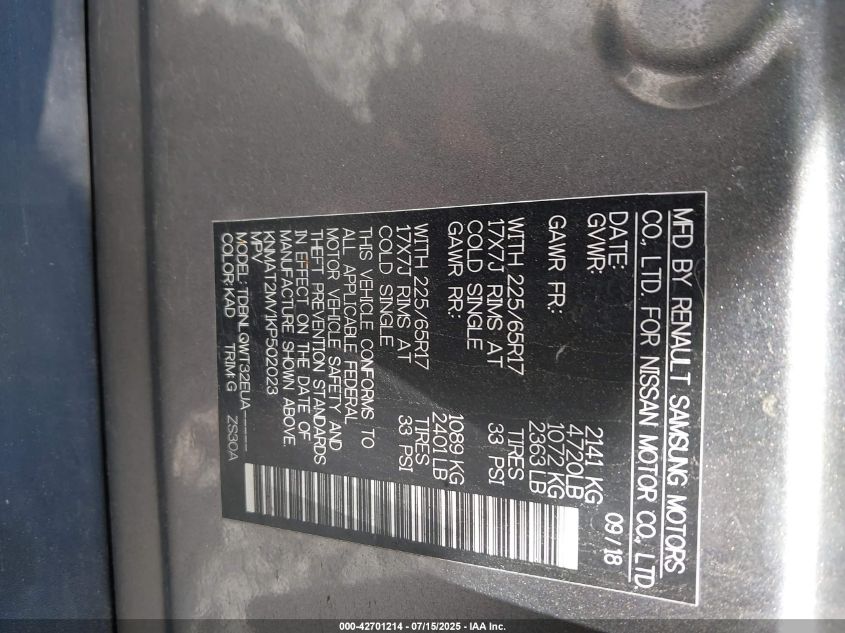 MFD BY RENAULT SAMSUNG MOTORS
CO., LTD. FOR NISSAN MOTOR CO., LTD.
DATE: 09/18
GVWR: 2141 KG
4720LB
GAWR FR: 1072 KG
2363 LB
WITH 225/65R17 TIRES
17X7J RIMS AT 33 PSI
COLD SINGLE
GAWR RR: 1089 KG
2401 LB
WITH 225/65R17 TIRES
17X7J RIMS AT 33 PSI
COLD SINGLE
THIS VEHICLE CONFORMS TO
ALL APPLICABLE FEDERAL
MOTOR VEHICLE SAFETY AND
THEFT PREVENTION STANDARDS
IN EFFECT ON THE DATE OF
MANUFACTURE SHOWN ABOVE.
KNMAT2MV1KP502023
MPV
MODEL: TDBNLQWT32EUA-----
COLOR:KAD TRIM:G ZS30A
000-42701214 - 07/15/2025 - IAA Inc.